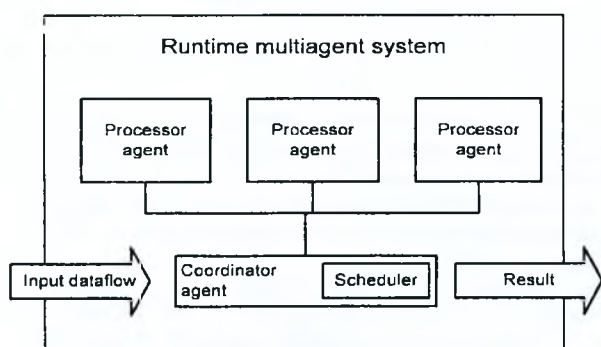 Runtime multiagent system
Processor
agent
Processor
agent
Processor
agent
Input dataflow
Coordinator
agent
Scheduler
Result